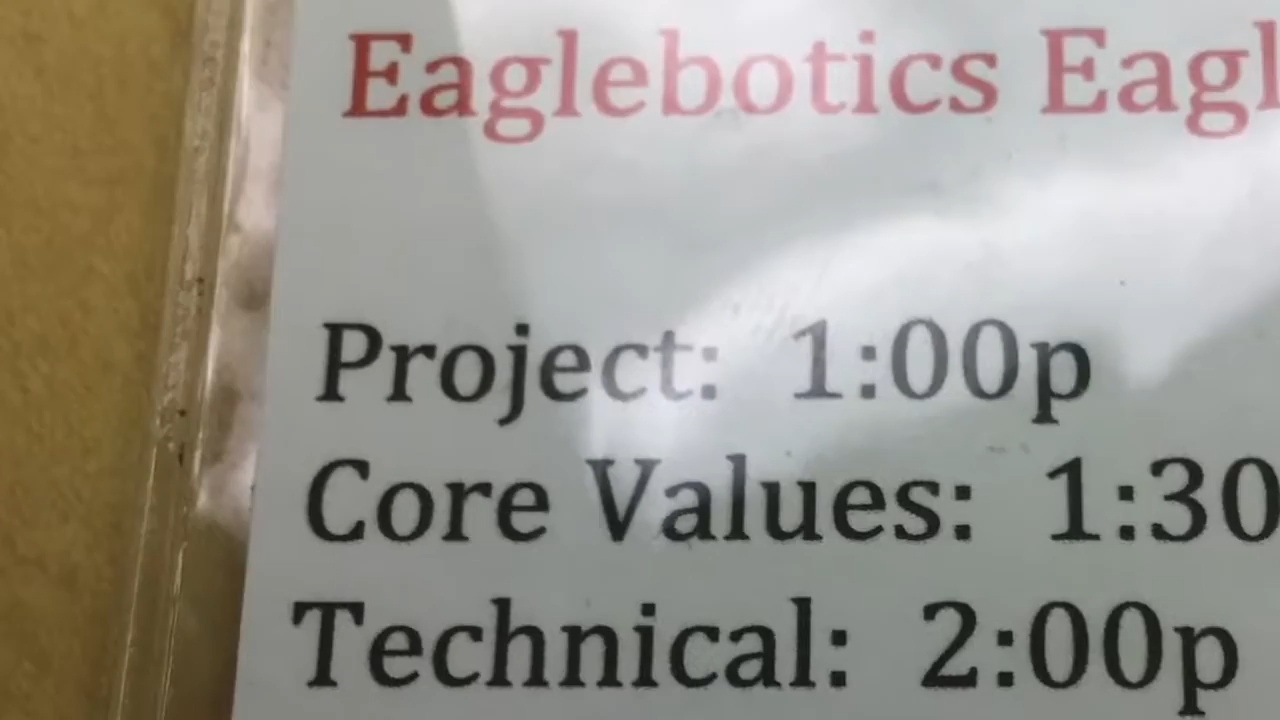 Eaglebotics Eagl
Project: 1:00p
Core Values: 1:30
Technical: 2:00p